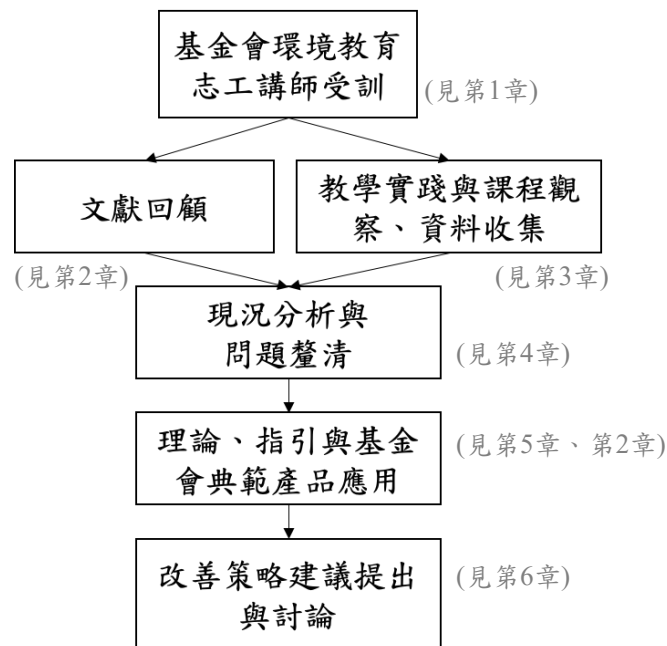 基金會環境教育
志工講師受訓
(見第1章)
文獻回顧
(見第2章)
教學實踐與課程觀
察、資料收集
(見第3章)
現況分析與
問題釐清
(見第4章)
理論、指引與基金
會典範產品應用
(見第5章、第2章)
改善策略建議提出
與討論
(見第6章)